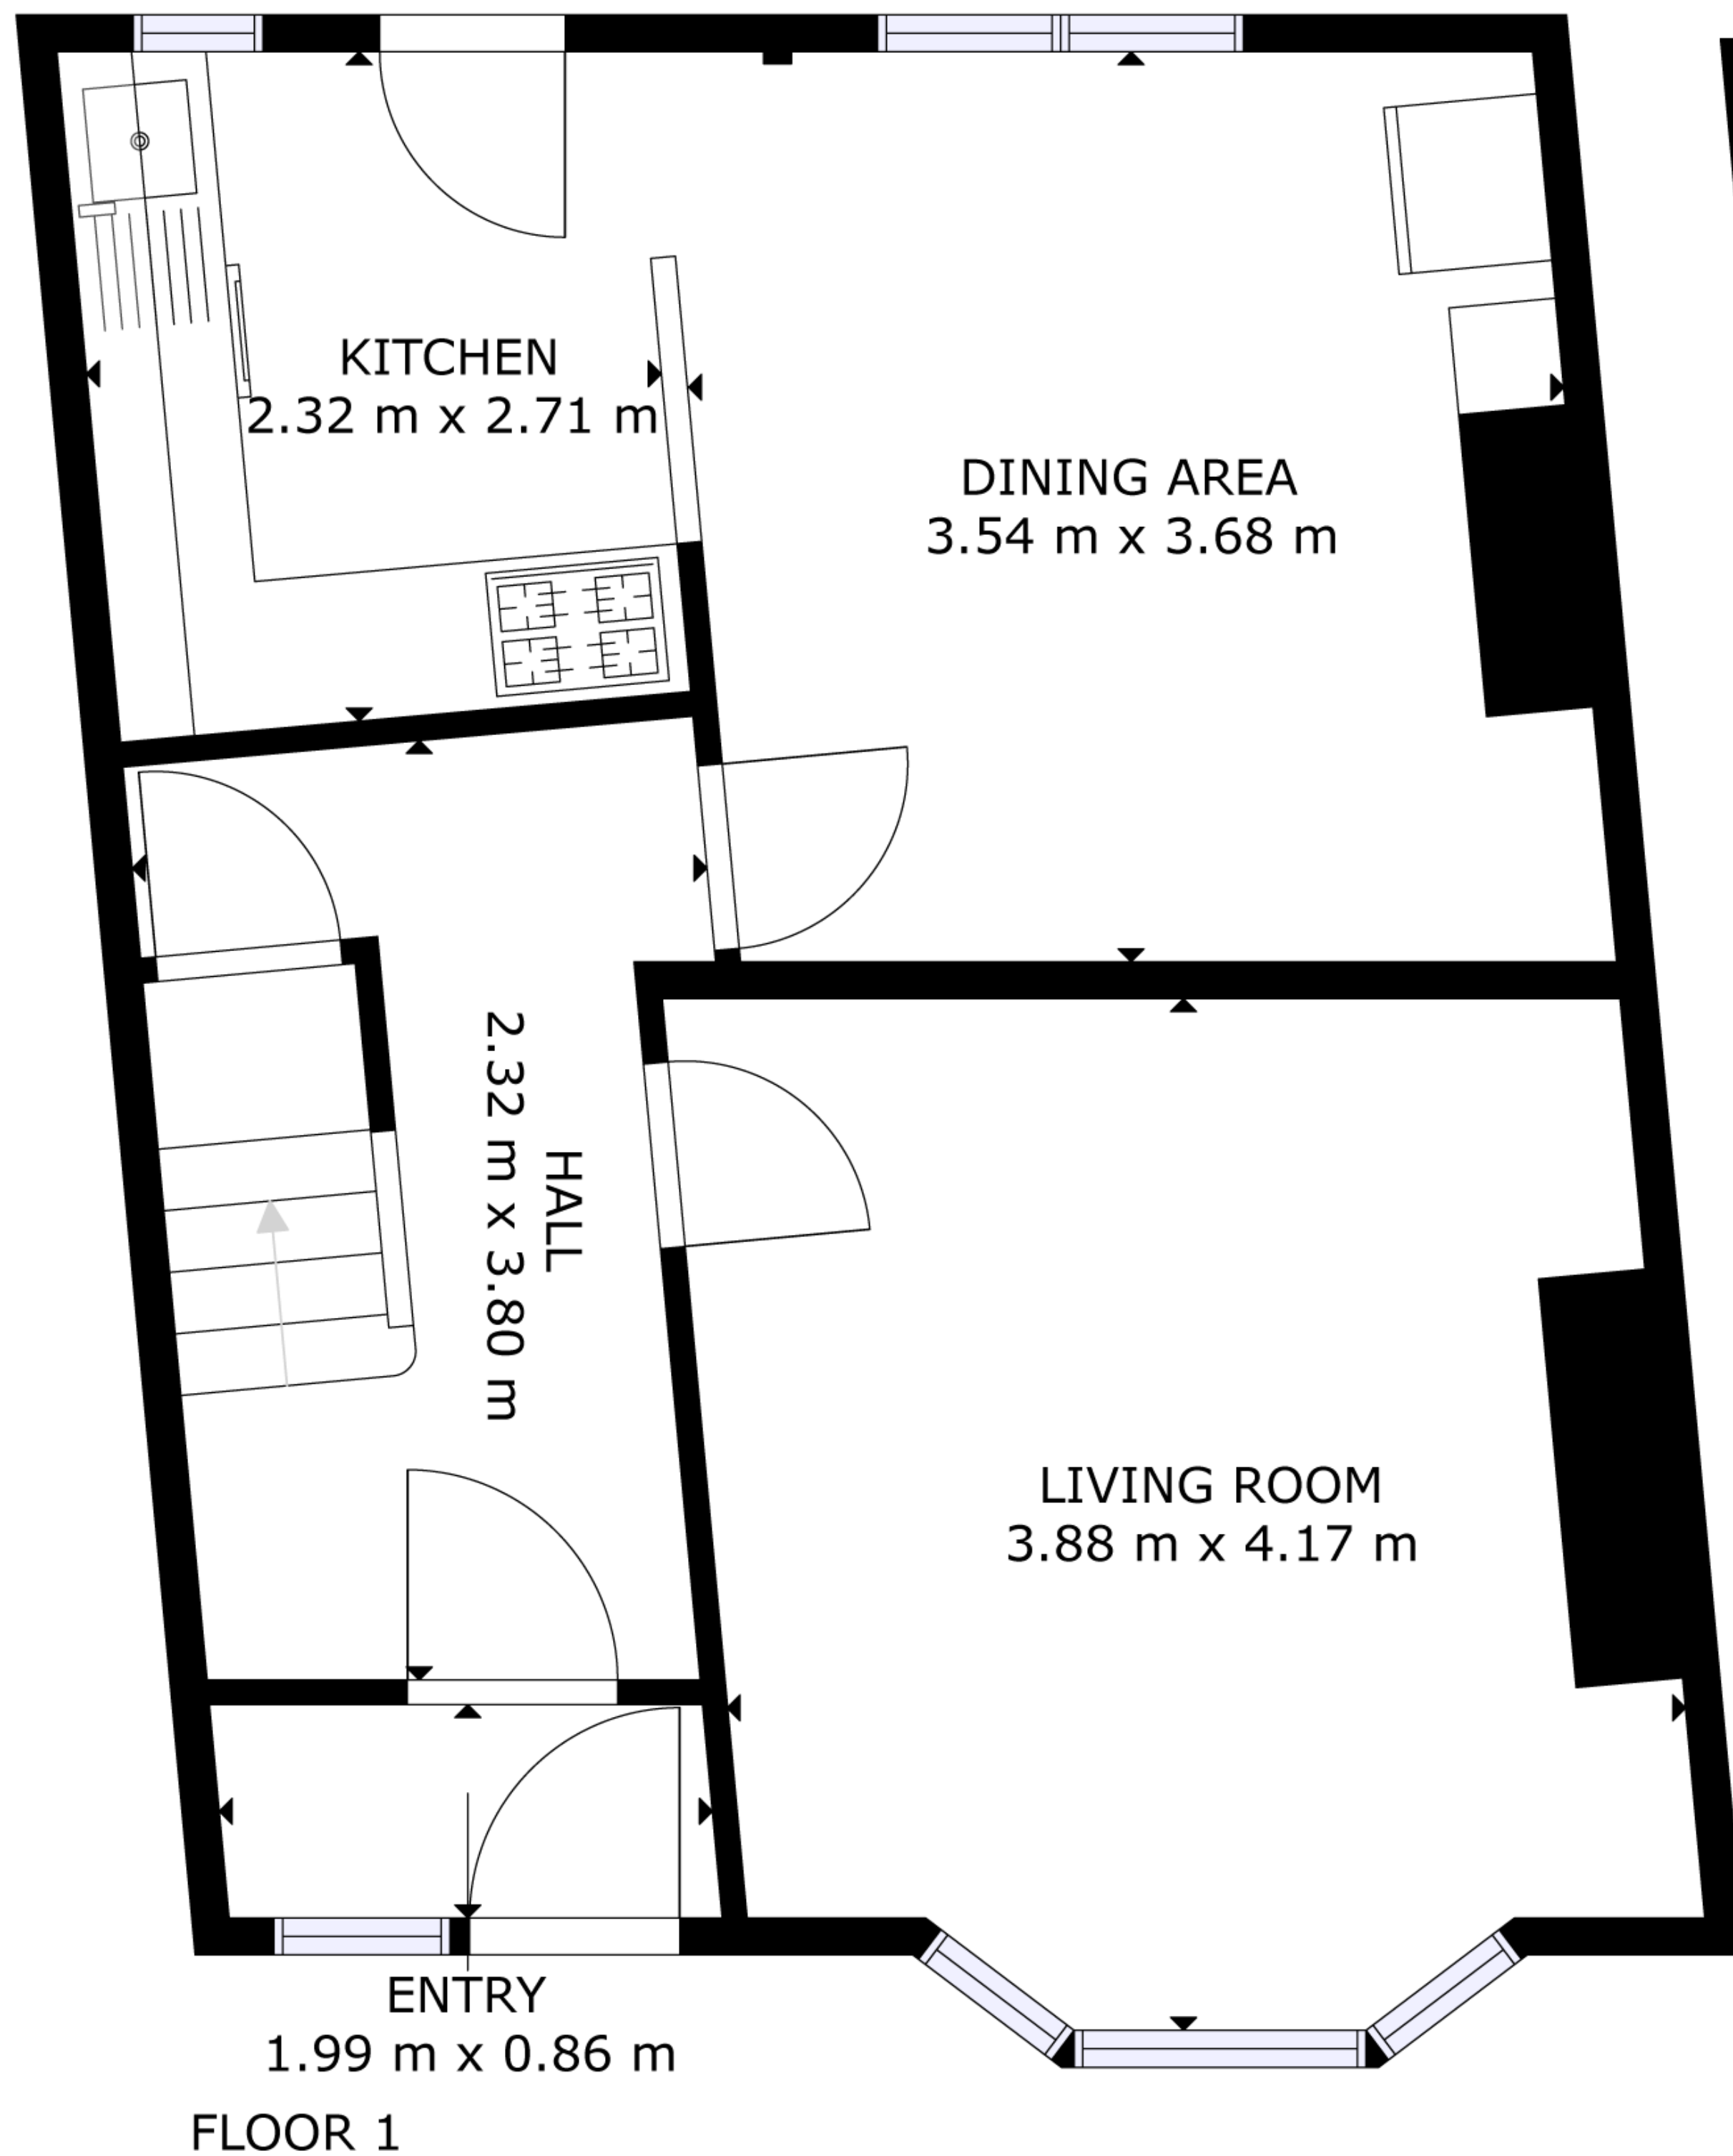 KITCHEN
2.32 m x 2.71 m
DINING AREA
3.54 m x 3.68 m
HALL
2.32 m x 3.80 m
LIVING ROOM
3.88 m x 4.17 m
ENTRY
1.99 m x 0.86 m
FLOOR 1